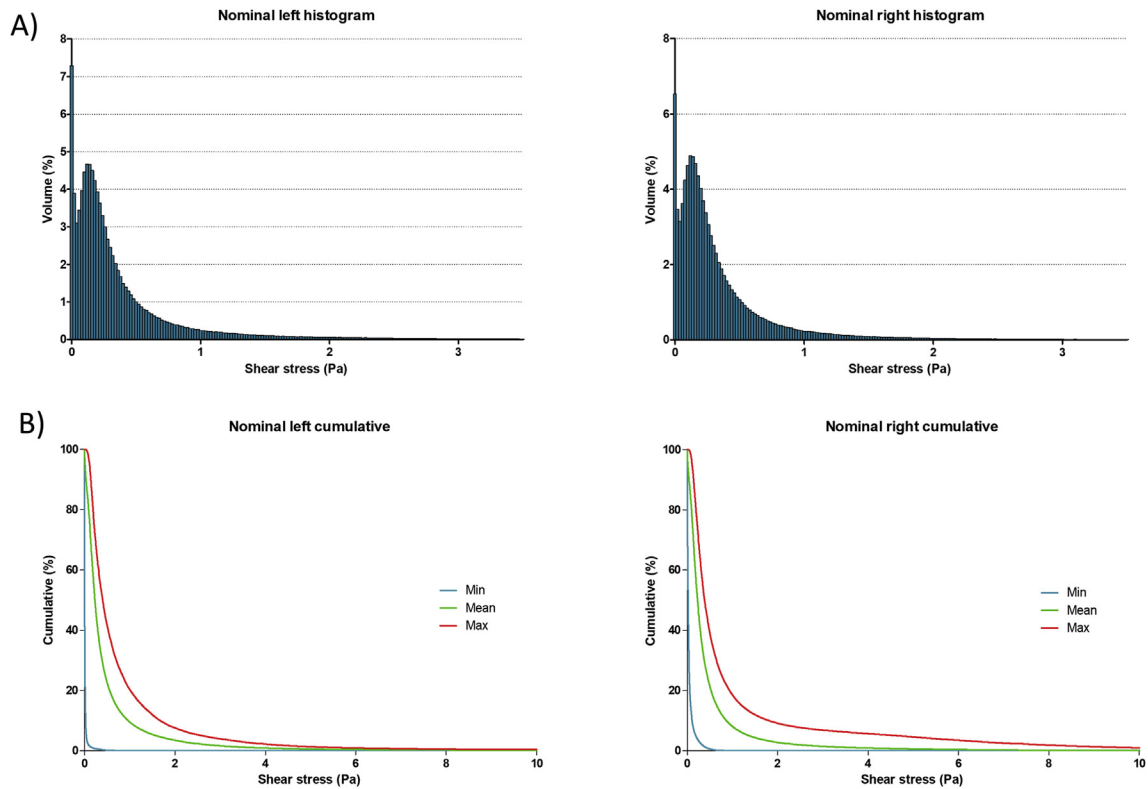 A)
Nominal left histogram
8
7
6
5
4
3
2
1
0
Volume (%)
0 1 2 3
Shear stress (Pa)
Nominal right histogram
8
6
4
2
0
Volume (%)
0 1 2 3
Shear stress (Pa)
B)
Nominal left cumulative
100
80
60
40
20
0
Cumulative (%)
Min
Mean
Max
0 2 4 6 8 10
Shear stress (Pa)
Nominal right cumulative
100
80
60
40
20
0
Cumulative (%)
Min
Mean
Max
0 2 4 6 8 10
Shear stress (Pa)